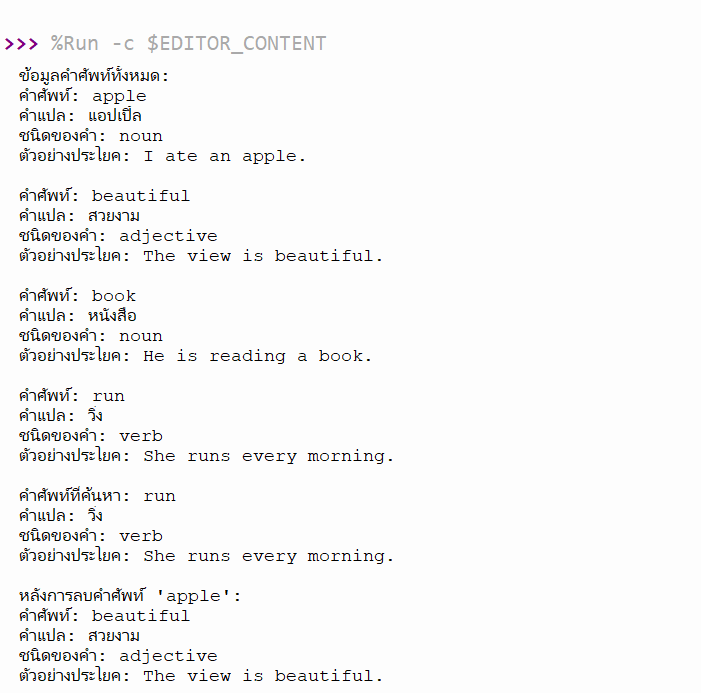 >>> %Run -c $EDITOR_CONTENT
ข้อมูลคำศัพท์ทั้งหมด:
คำศัพท์: apple
คำแปล: แอปเปิ้ล
ชนิดของคำ: noun
ตัวอย่างประโยค: I ate an apple.
คำศัพท์: beautiful
คำแปล: สวยงาม
ชนิดของคำ: adjective
ตัวอย่างประโยค: The view is beautiful.
คำศัพท์: book
คำแปล: หนังสือ
ชนิดของคำ: noun
ตัวอย่างประโยค: He is reading a book.
คำศัพท์: run
คำแปล: วิ่ง
ชนิดของคำ: verb
ตัวอย่างประโยค: She runs every morning.
คำศัพท์ที่ค้นหา: run
คำแปล: วิ่ง
ชนิดของคำ: verb
ตัวอย่างประโยค: She runs every morning.
หลังการลบคำศัพท์ 'apple':
คำศัพท์: beautiful
คำแปล: สวยงาม
ชนิดของคำ: adjective
ตัวอย่างประโยค: The view is beautiful.